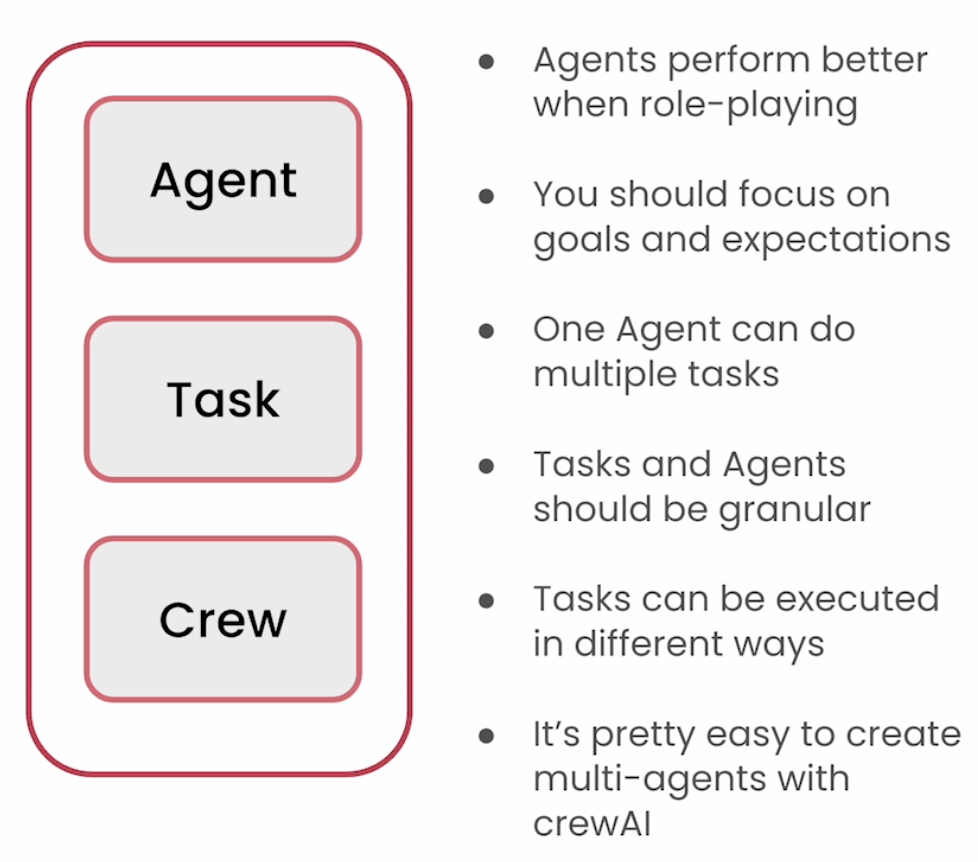 Agent
Task
Crew
● Agents perform better
when role-playing
● You should focus on
goals and expectations
● One Agent can do
multiple tasks
● Tasks and Agents
should be granular
● Tasks can be executed
in different ways
● It’s pretty easy to create
multi-agents with
crewAI